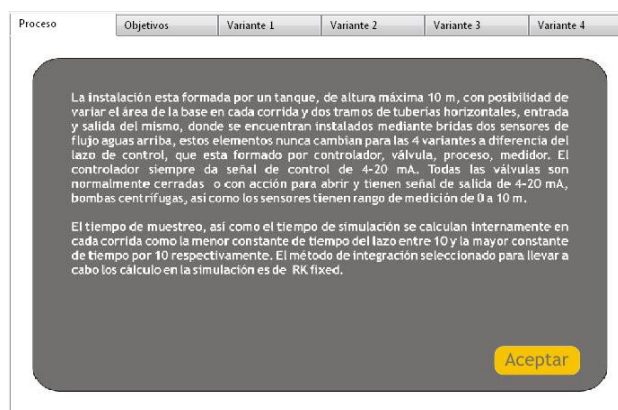 Proceso Objetivos Variante 1 Variante 2 Variante 3 Variante 4
La instalación esta formada por un tanque, de altura máxima 10 m, con posibilidad de
variar el área de la base en cada corrida y dos tramos de tuberías horizontales, entrada
y salida del mismo, donde se encuentran instalados mediante bridas dos sensores de
flujo aguas arriba, estos elementos nunca cambian para las 4 variantes a diferencia del
lazo de control, que esta formado por controlador, válvula, proceso, medidor. El
controlador siempre da señal de control de 4-20 mA. Todas las válvulas son
normalmente cerradas o con acción para abrir y tienen señal de salida de 4-20 mA,
bombas centrífugas, así como los sensores tienen rango de medición de 0 a 10 m.
El tiempo de muestreo, así como el tiempo de simulación se calculan internamente en
cada corrida como la menor constante de tiempo del lazo entre 10 y la mayor constante
de tiempo por 10 respectivamente. El método de integración seleccionado para llevar a
cabo los cálculo en la simulación es de RK fixed.
Aceptar